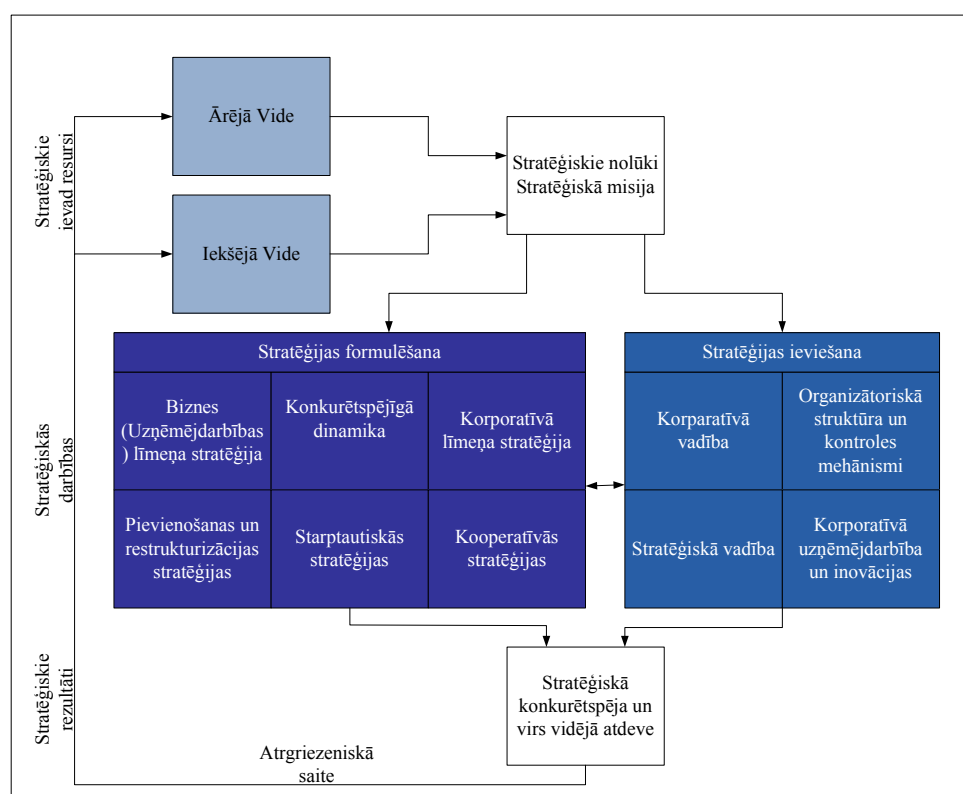 Stratēģiskie
ievad resursi
Ārējā Vide
Iekšējā Vide
Stratēģiskie nolūki
Stratēģiskā misija
Stratēģiskās
darbības
Stratēģijas formulēšana
Biznes
(Uzņēmējdarbības
) līmeņa stratēģija
Konkurētspējīgā
dinamika
Korporatīvā
līmeņa stratēģija
Pievienošanas un
restrukturizācijas
stratēģijas
Starptautiskās
stratēģijas
Kooperatīvās
stratēģijas
Stratēģijas ieviešana
Korparatīvā
vadība
Organizātoriskā
struktūra un
kontroles
mehānismi
Stratēģiskā vadība
Korporatīvā
uzņēmējdarbība
un inovācijas
Stratēģiskie
rezultāti
Stratēģiskā
konkurētspēja un
virs vidējā atdeve
Atrgriezeniskā
saite